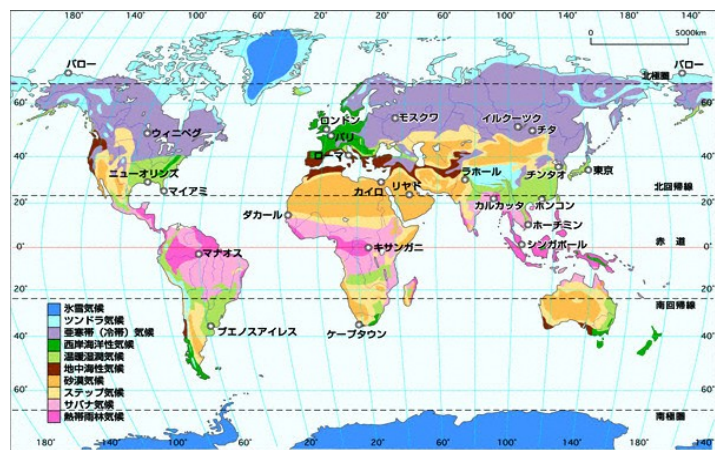 180° 140° 100° 60° 20° 0° 20° 60° 100° 140° 180° 140°
0 5000km
バロー
バロー
北極圏
60°
60°
ロンドン
モスクワ
イルクーツク
チタ
ウィニペグ
パリ
ローマ
40°
40°
ニューオリンズ
ラホール
チンタオ
東京
マイアミ
カイロ
リヤド
北回帰線
20°
20°
カルカッタ
ホンコン
ダカール
ホーチミン
0°
赤道
0°
マナオス
キサンガニ
シンガポール
20°
20°
南回帰線
ブエノスアイレス
ケープタウン
40°
40°
氷雪気候
ツンドラ気候
亜寒帯(冷帯)気候
西岸海洋性気候
温暖湿潤気候
地中海性気候
砂漠気候
ステップ気候
サバナ気候
熱帯雨林気候
60°
60°
南極圏
180° 140° 100° 60° 20° 0° 20° 60° 100° 140° 180° 140°